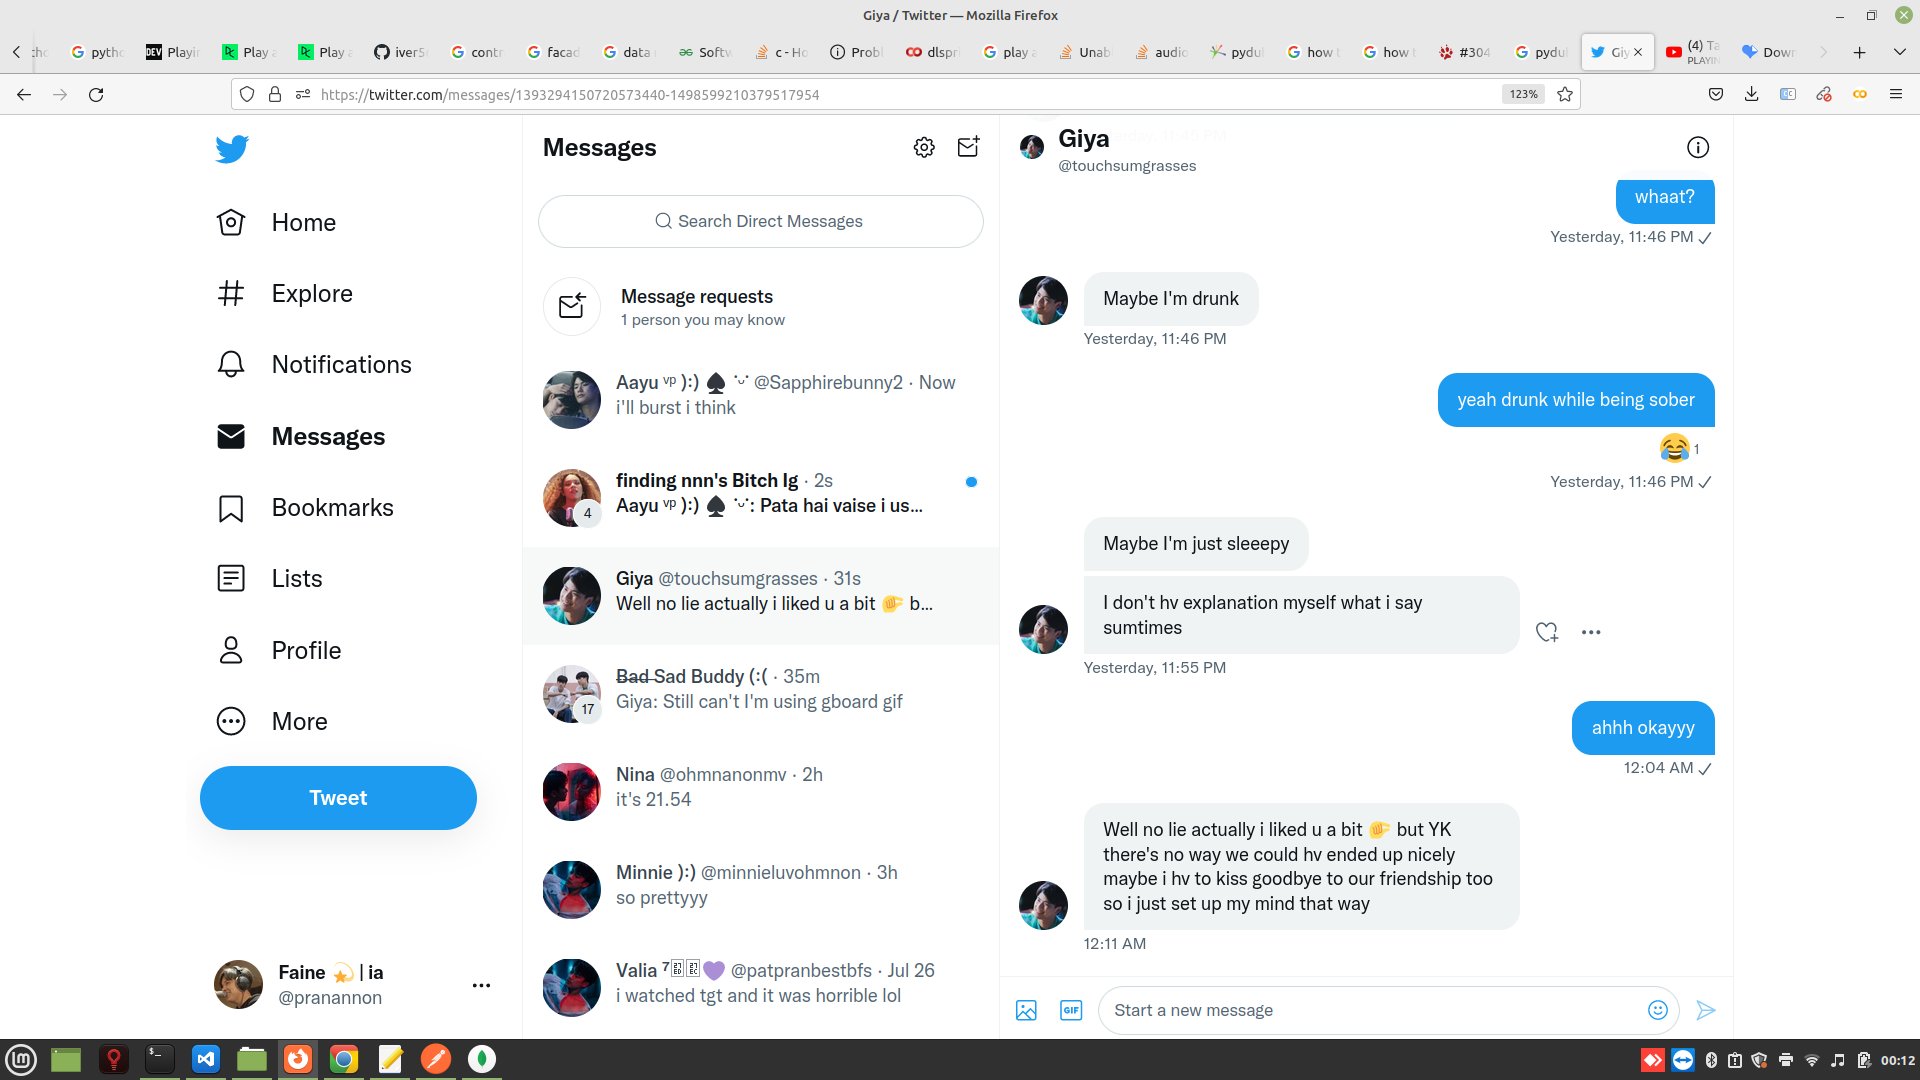 Giya / Twitter — Mozilla Firefox
pytho
Playi
Play a
Play a
iver5
contr
facad
data
Softw
c - Ho
Probl
dlspri
play a
Unab
audio
pydul
how t
how t
#304
pydul
Giy
(4) Ta
PLAYIN
Down
https://twitter.com/messages/1393294150720573440-1498599210379517954
123%
Home
Explore
Notifications
Messages
Bookmarks
Lists
Profile
More
Tweet
Faine 💫 | ia
@pranannon
Messages
Search Direct Messages
Message requests
1 person you may know
Aayu ᵛᵖ ):) ♠ ˙ᵕ˙ @Sapphirebunny2 · Now
i'll burst i think
finding nnn's Bitch Ig · 2s
4
Aayu ᵛᵖ ):) ♠ ˙ᵕ˙: Pata hai vaise i us...
Giya @touchsumgrasses · 31s
Well no lie actually i liked u a bit 🤏 b...
Bad Sad Buddy (:( · 35m
17
Giya: Still can't I'm using gboard gif
Nina @ohmnanonmv · 2h
it's 21.54
Minnie ):) @minnieluvohmnon · 3h
so prettyyy
Valia ⁷ 💜 @patpranbestbfs · Jul 26
i watched tgt and it was horrible lol
Giya
@touchsumgrasses
whaat?
Yesterday, 11:46 PM ✓
Maybe I'm drunk
Yesterday, 11:46 PM
yeah drunk while being sober
😂 1
Yesterday, 11:46 PM ✓
Maybe I'm just sleeepy
I don't hv explanation myself what i say
sumtimes
Yesterday, 11:55 PM
ahhh okayyy
12:04 AM ✓
Well no lie actually i liked u a bit 🤏 but YK
there's no way we could hv ended up nicely
maybe i hv to kiss goodbye to our friendship too
so i just set up my mind that way
12:11 AM
GIF
Start a new message
00:12